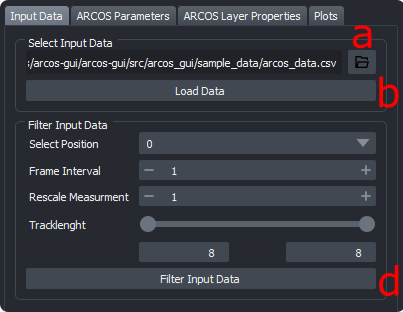 Input Data ARCOS Parameters ARCOS Layer Properties Plots
a
Select Input Data
s/arcos-gui/arcos-gui/src/arcos_gui/sample_data/arcos_data.csv
Load Data b
Filter Input Data
Select Position 0
Frame Interval − 1 +
Rescale Measurment − 1 +
Tracklenght
8 8
Filter Input Data d